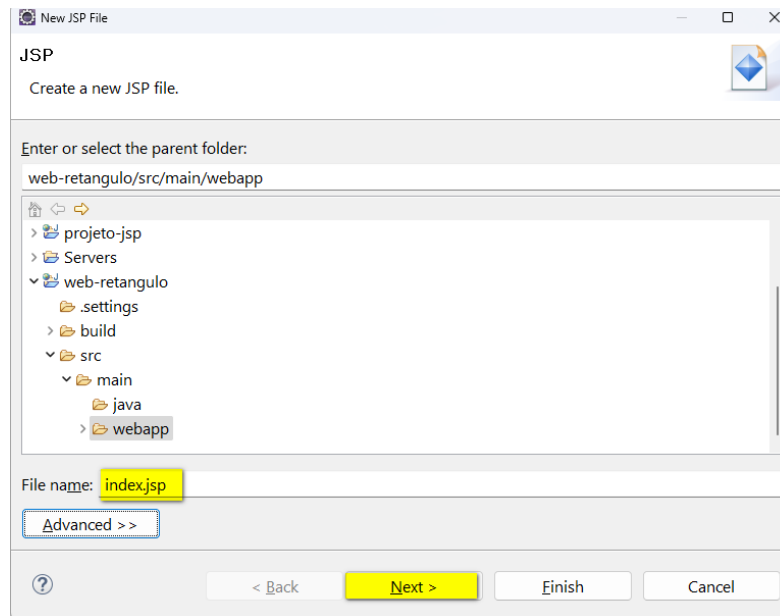 New JSP File
JSP
Create a new JSP file.
Enter or select the parent folder:
web-retangulo/src/main/webapp
projeto-jsp
Servers
web-retangulo
.settings
build
src
main
java
webapp
File name: index.jsp
Advanced >>
? < Back Next > Finish Cancel